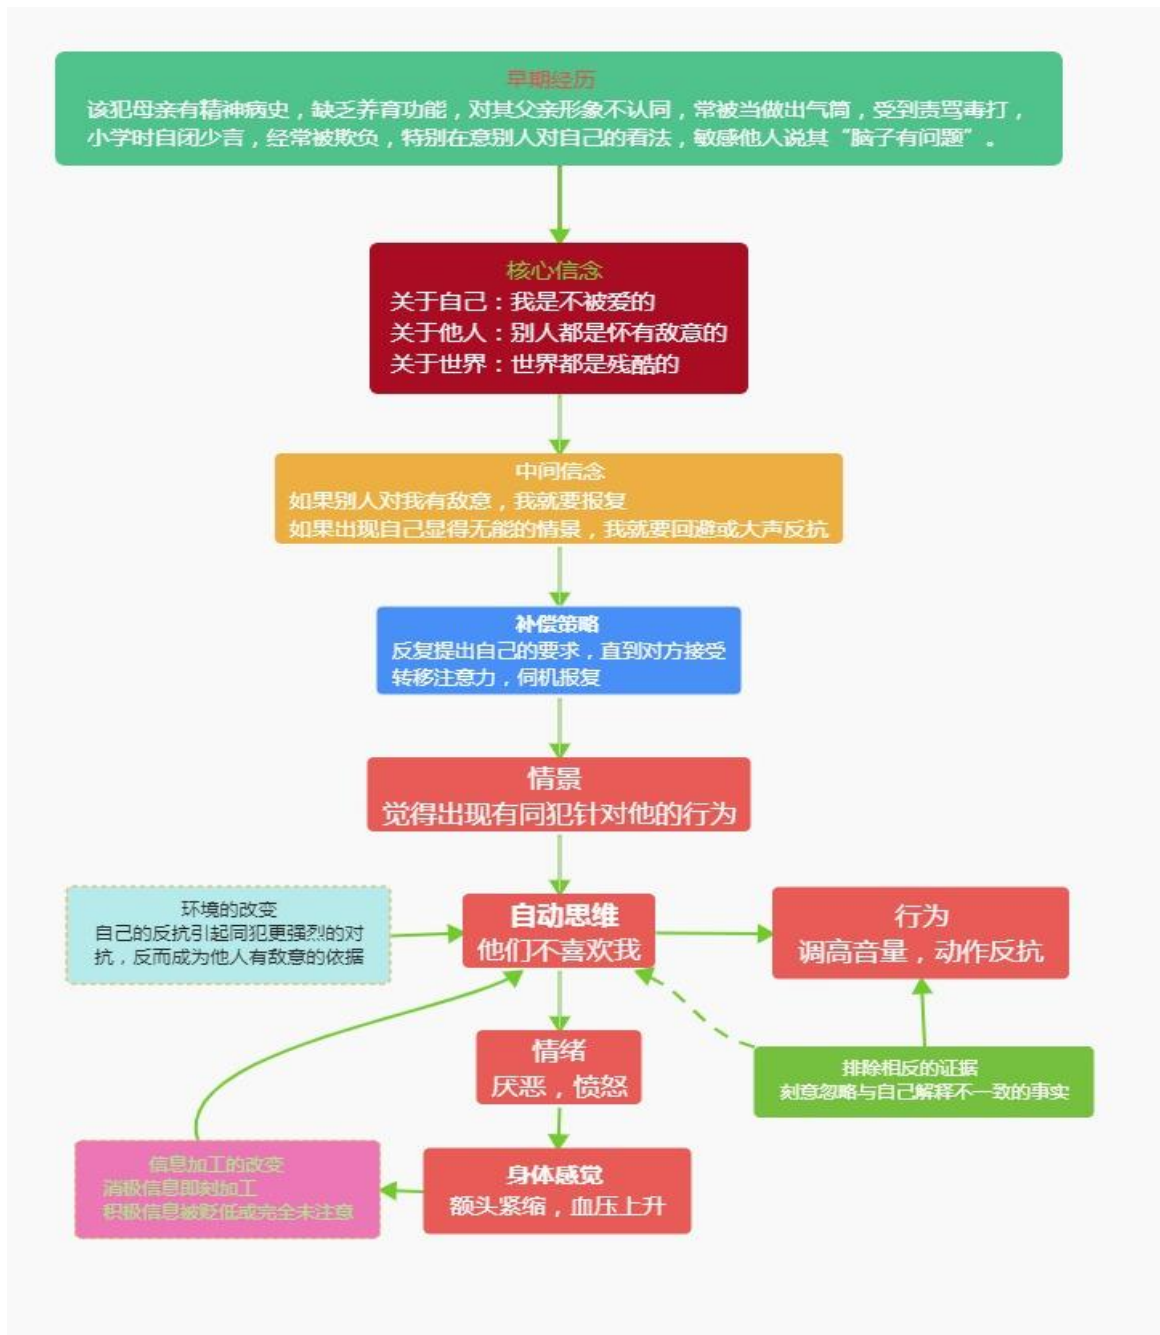 早期经历
该犯母亲有精神病史，缺乏养育功能，对其父亲形象不认同，常被当做出气筒，受到责骂毒打，
小学时自闭少言，经常被欺负，特别在意别人对自己的看法，敏感他人说其“脑子有问题”。
核心信念
关于自己：我是不被爱的
关于他人：别人都是怀有敌意的
关于世界：世界都是残酷的
中间信念
如果别人对我有敌意，我就要报复
如果出现自己显得无能的情景，我就要回避或大声反抗
补偿策略
反复提出自己的要求，直到对方接受
转移注意力，伺机报复
情景
觉得出现有同犯针对他的行为
环境的改变
自己的反抗引起同犯更强烈的对
抗，反而成为他人有敌意的依据
自动思维
他们不喜欢我
行为
调高音量，动作反抗
情绪
厌恶，愤怒
排除相反的证据
刻意忽略与自己解释不一致的事实
信息加工的改变
消极信息即刻加工
积极信息被贬低或完全未注意
身体感觉
额头紧缩，血压上升